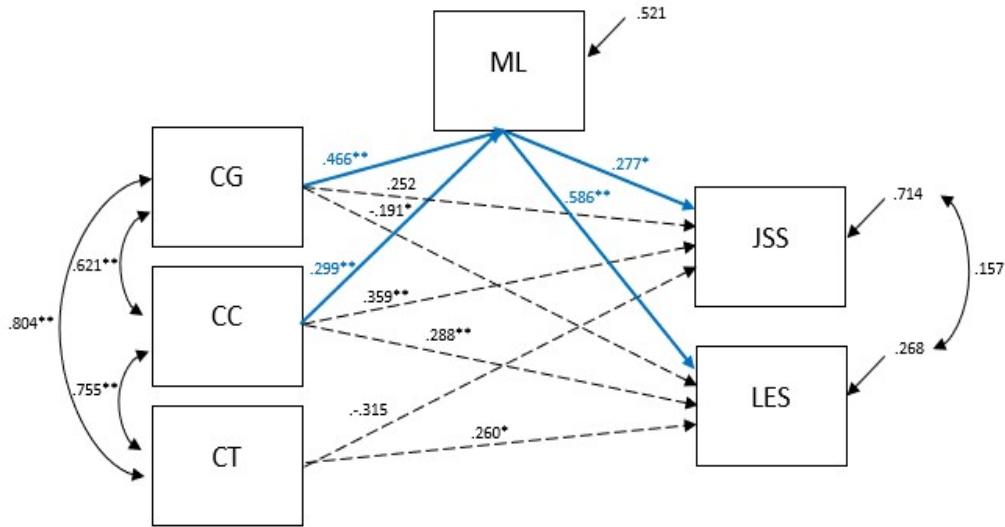 .521
ML
CG
.466**
.277*
.252
.586**
-.191*
.714
JSS
.621**
.157
.299**
.804**
CC
.359**
.288**
.268
.755**
LES
.-.315
.260*
CT